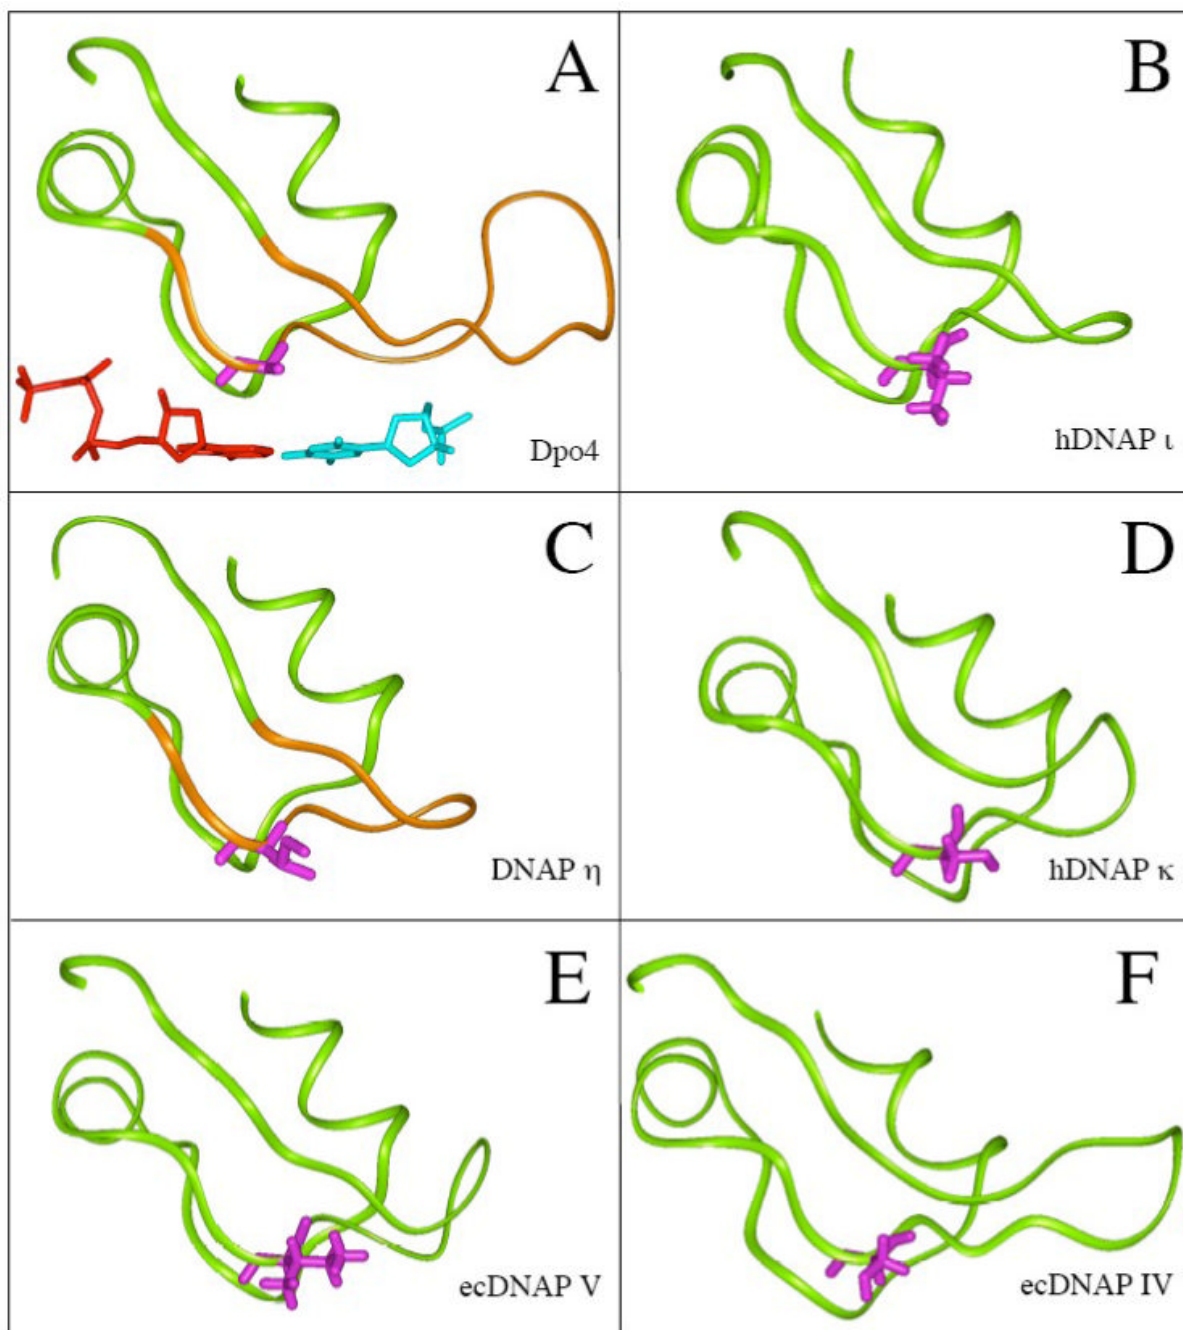 A
Dpo4
B
hDNAP ι
C
DNAP η
D
hDNAP κ
E
ecDNAP V
F
ecDNAP IV